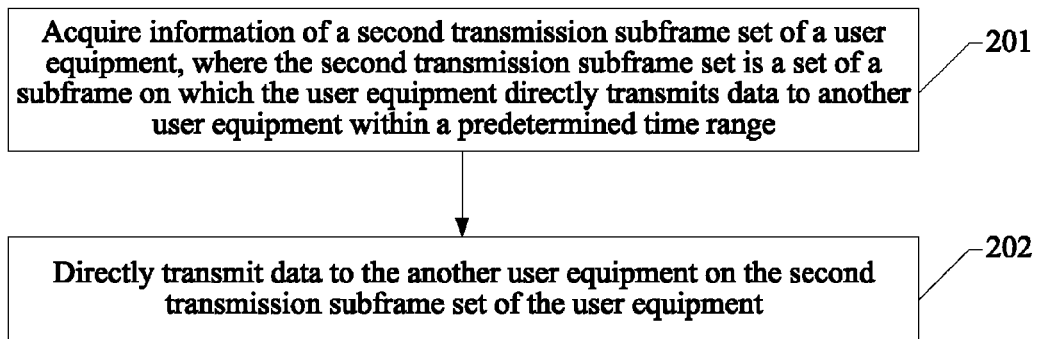 Acquire information of a second transmission subframe set of a user
equipment, where the second transmission subframe set is a set of a
subframe on which the user equipment directly transmits data to another
user equipment within a predetermined time range
201
Directly transmit data to the another user equipment on the second
transmission subframe set of the user equipment
202